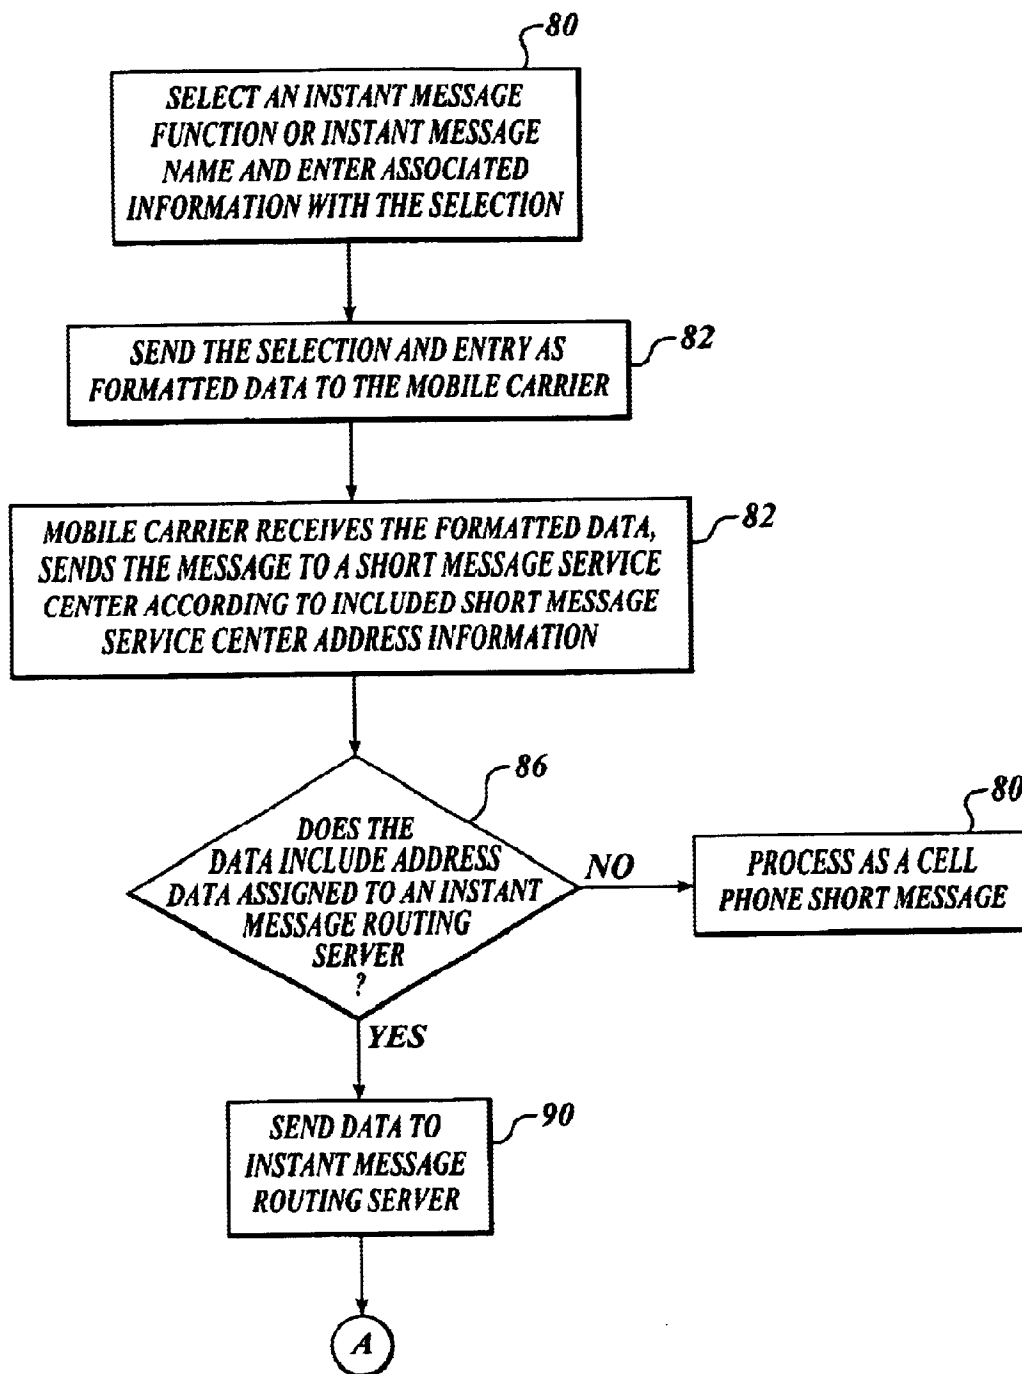 80
SELECT AN INSTANT MESSAGE
FUNCTION OR INSTANT MESSAGE
NAME AND ENTER ASSOCIATED
INFORMATION WITH THE SELECTION
82
SEND THE SELECTION AND ENTRY AS
FORMATTED DATA TO THE MOBILE CARRIER
82
MOBILE CARRIER RECEIVES THE FORMATTED DATA,
SENDS THE MESSAGE TO A SHORT MESSAGE SERVICE
CENTER ACCORDING TO INCLUDED SHORT MESSAGE
SERVICE CENTER ADDRESS INFORMATION
86
DOES THE
DATA INCLUDE ADDRESS
DATA ASSIGNED TO AN INSTANT
MESSAGE ROUTING
SERVER
?
NO
80
PROCESS AS A CELL
PHONE SHORT MESSAGE
YES
90
SEND DATA TO
INSTANT MESSAGE
ROUTING SERVER
A